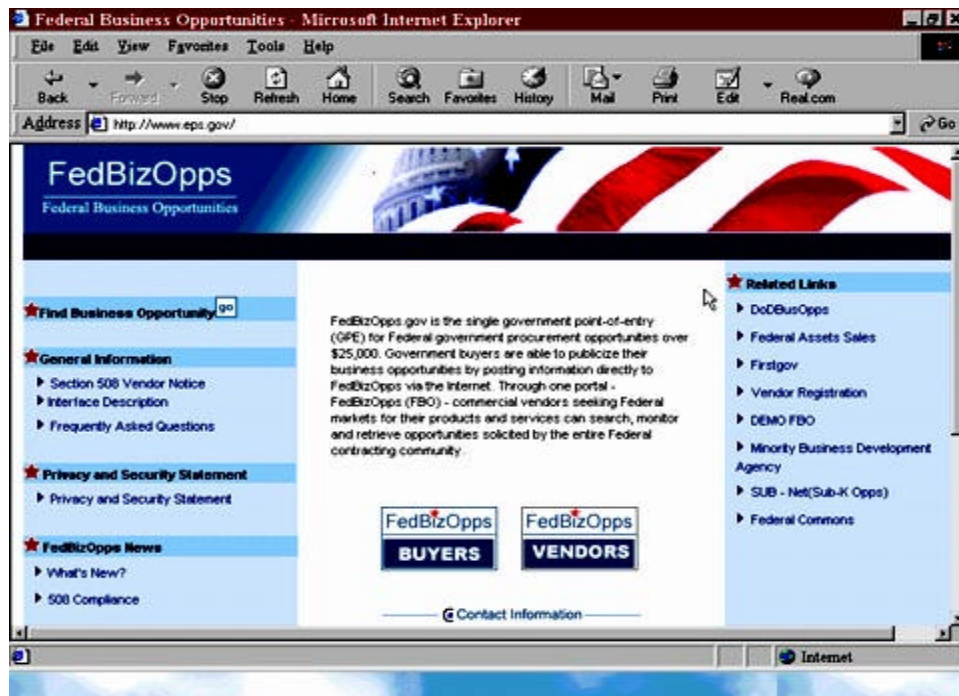 Federal Business Opportunities - Microsoft Internet Explorer
File Edit View Favorites Tools Help
Back Forward Stop Refresh Home Search Favorites History Mail Print Edit Real.com
Address http://www.eps.gov/ Go
FedBizOpps
Federal Business Opportunities
Find Business Opportunity go
General Information
Section 508 Vendor Notice
Interface Description
Frequently Asked Questions
Privacy and Security Statement
Privacy and Security Statement
FedBizOpps News
What's New?
508 Compliance
FedBizOpps.gov is the single government point-of-entry
(GPE) for Federal government procurement opportunities over
$25,000. Government buyers are able to publicize their
business opportunities by posting information directly to
FedBizOpps via the Internet. Through one portal -
FedBizOpps (FBO) - commercial vendors seeking Federal
markets for their products and services can search, monitor
and retrieve opportunities solicited by the entire Federal
contracting community.
FedBizOpps
BUYERS
FedBizOpps
VENDORS
Contact Information
Related Links
DoDBusOpps
Federal Assets Sales
Firstgov
Vendor Registration
DEMO FBO
Minority Business Development
Agency
SUB - Net(Sub-K Opps)
Federal Commons
Internet